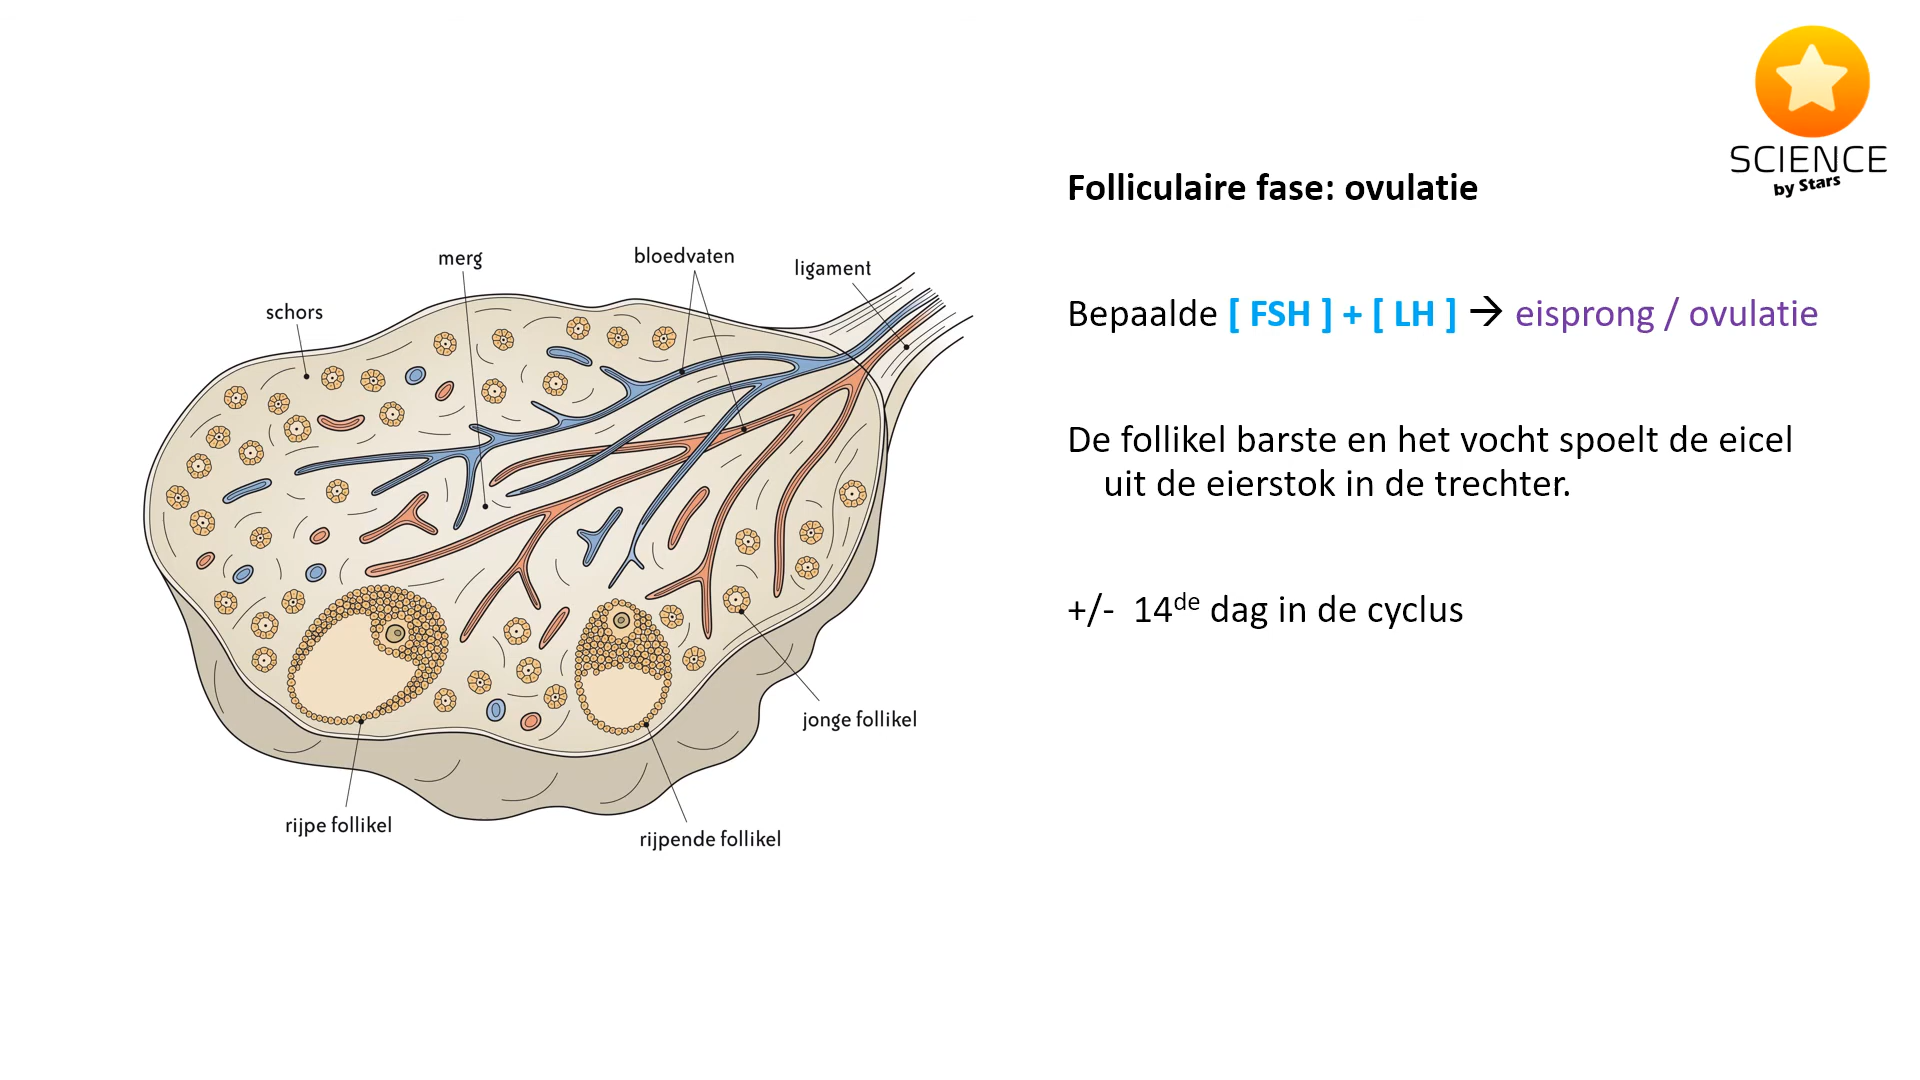 SCIENCE
by Stars
Folliculaire fase: ovulatie
Bepaalde [ FSH ] + [ LH ] → eisprong / ovulatie
De follikel barste en het vocht spoelt de eicel
uit de eierstok in de trechter.
+/- 14de dag in de cyclus
merg
bloedvaten
ligament
schors
jonge follikel
rijpe follikel
rijpende follikel